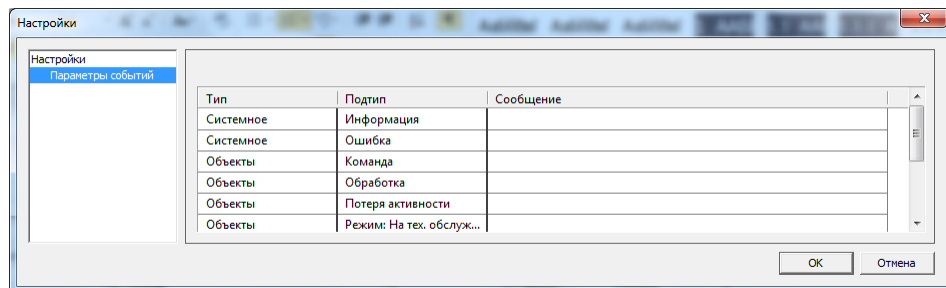 Настройки
Настройки
Параметры событий
Тип Подтип Сообщение
Системное Информация
Системное Ошибка
Объекты Команда
Объекты Обработка
Объекты Потеря активности
Объекты Режим: На тех. обслуж...
OK Отмена